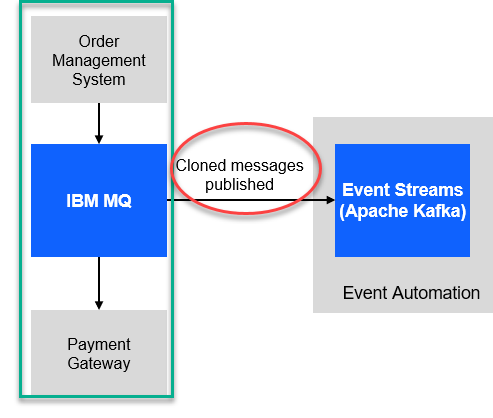 Order
Management
System
IBM MQ
Payment
Gateway
Cloned messages
published
Event Streams
(Apache Kafka)
Event Automation